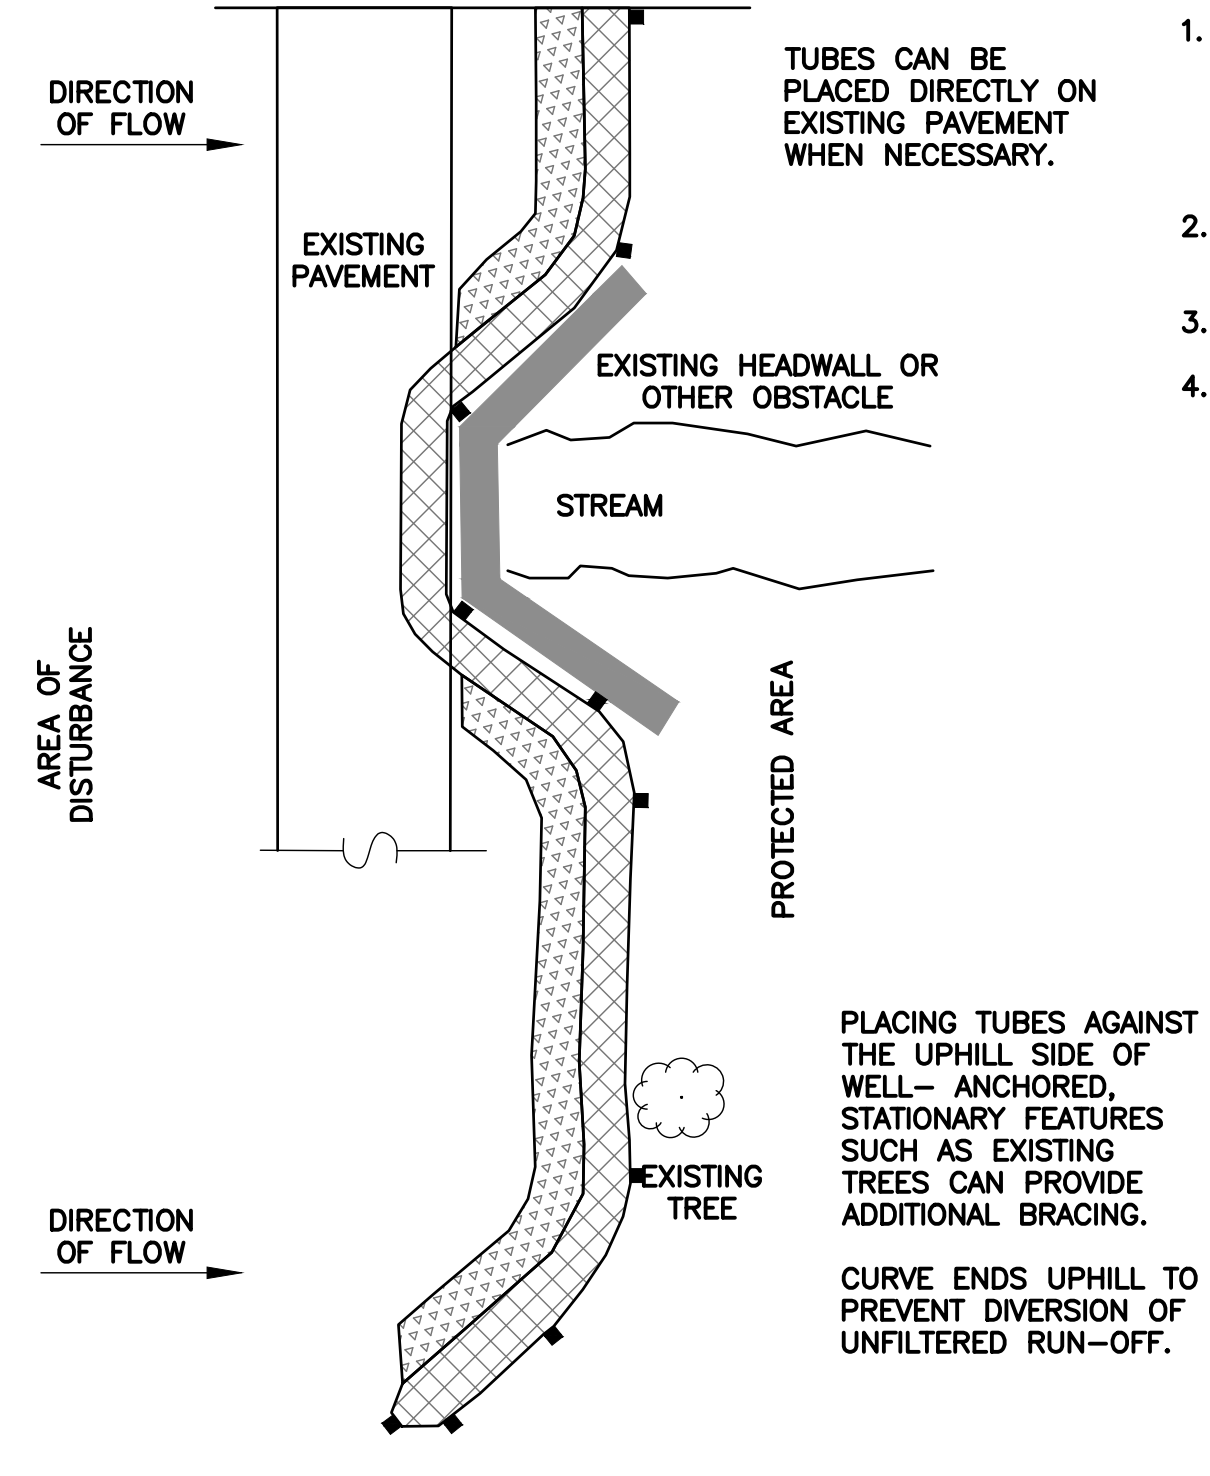 1.
TUBES CAN BE
PLACED DIRECTLY ON
EXISTING PAVEMENT
WHEN NECESSARY.
DIRECTION
OF FLOW
2.
EXISTING
PAVEMENT
3.
EXISTING HEADWALL OR
OTHER OBSTACLE
4.
STREAM
AREA OF
DISTURBANCE
PROTECTED AREA
PLACING TUBES AGAINST
THE UPHILL SIDE OF
WELL- ANCHORED,
STATIONARY FEATURES
SUCH AS EXISTING
TREES CAN PROVIDE
ADDITIONAL BRACING.
EXISTING
TREE
DIRECTION
OF FLOW
CURVE ENDS UPHILL TO
PREVENT DIVERSION OF
UNFILTERED RUN-OFF.